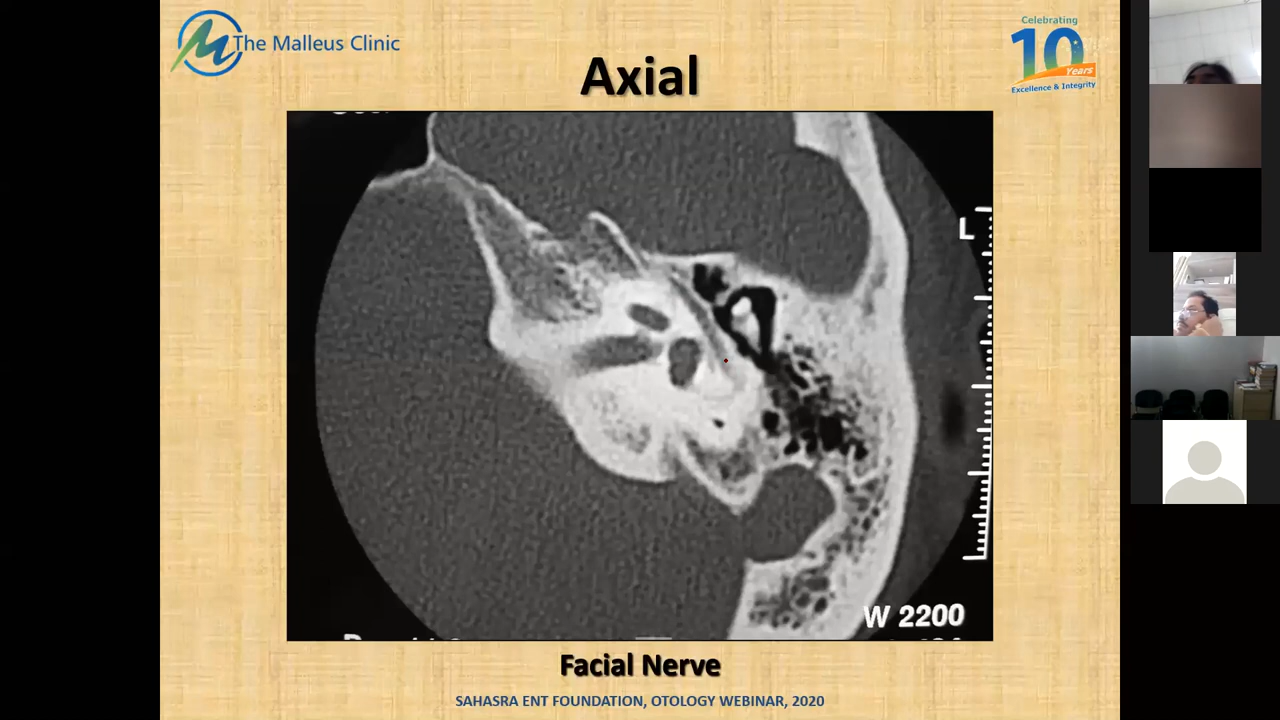 The Malleus Clinic
Celebrating
10
Years
Excellence & Integrity
Axial
L
W 2200
Facial Nerve
SAHASRA ENT FOUNDATION, OTOLOGY WEBINAR, 2020